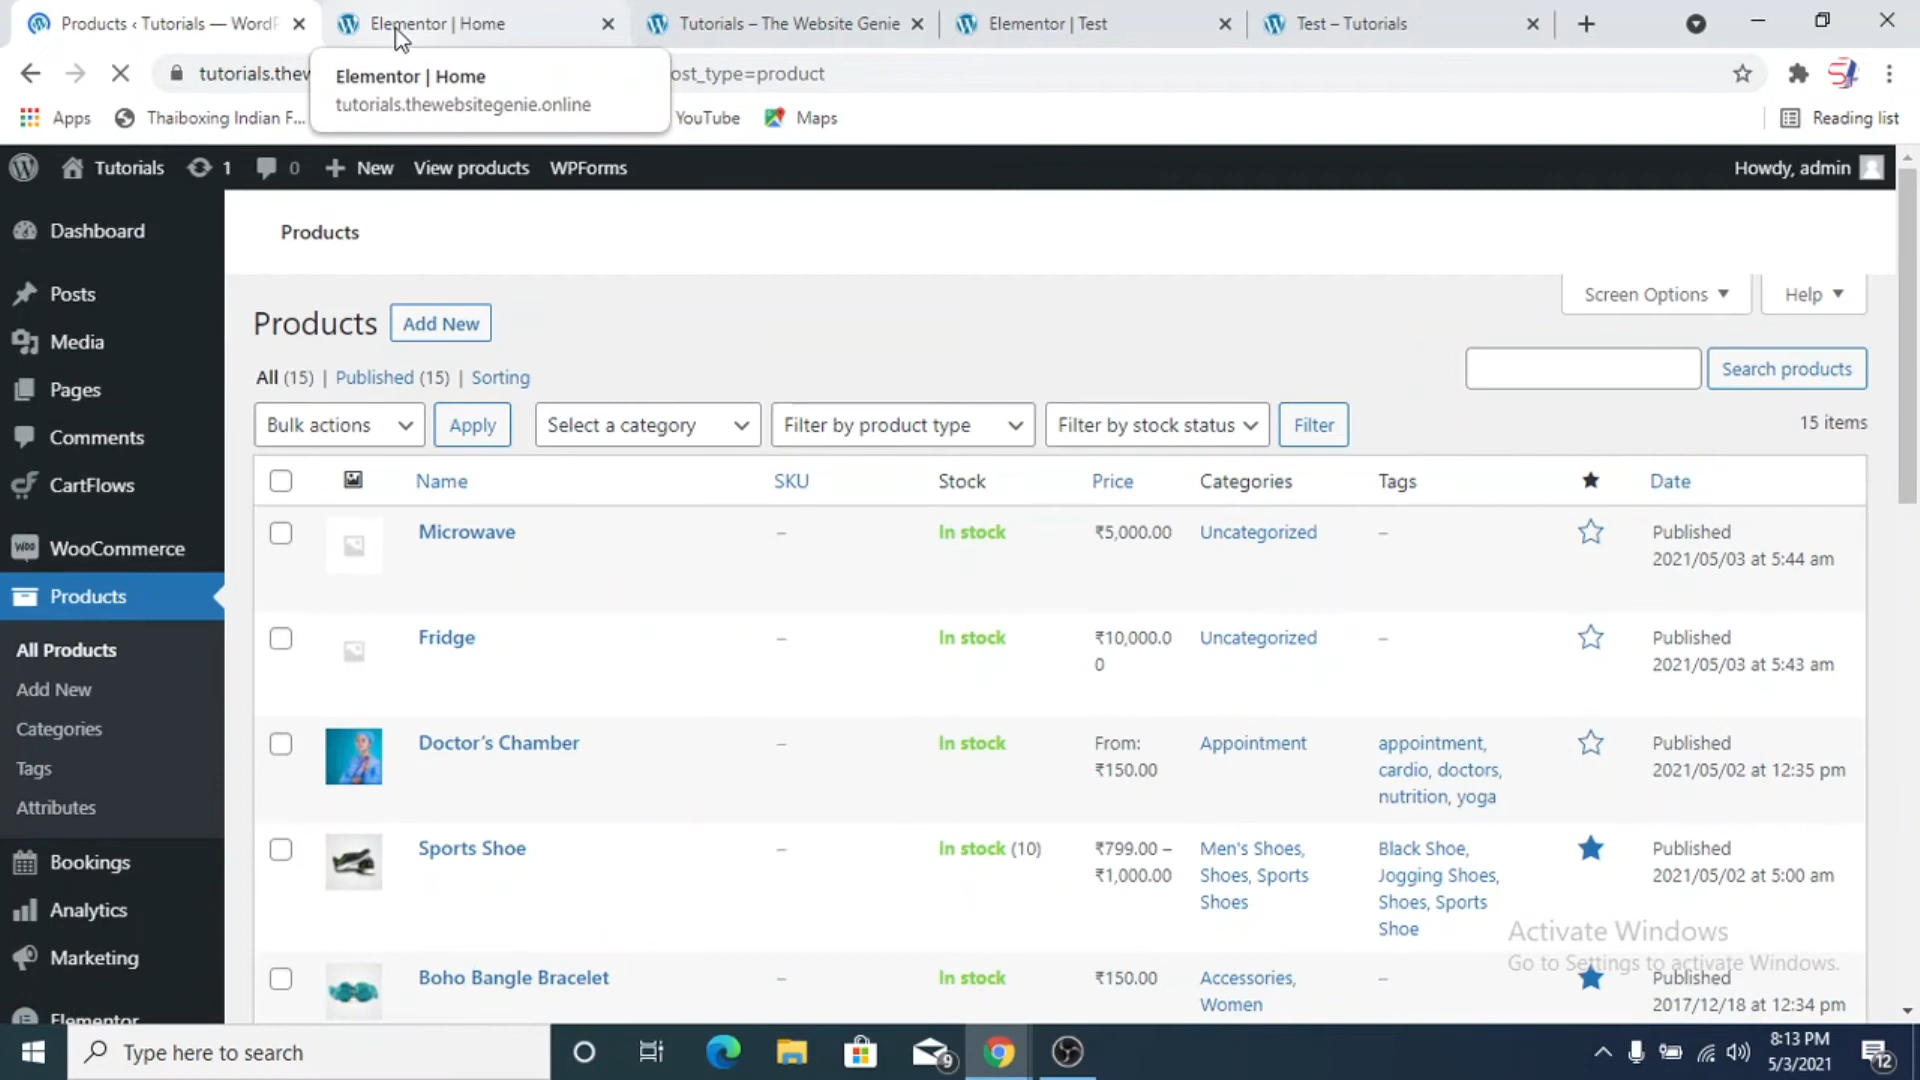 Products ‹ Tutorials — WordP
Elementor | Home
Tutorials – The Website Genie
Elementor | Test
Test – Tutorials
tutorials.thew
ost_type=product
Elementor | Home
tutorials.thewebsitegenie.online
Apps
Thaiboxing Indian F...
YouTube
Maps
Reading list
Tutorials
1
0
New
View products
WPForms
Howdy, admin
Dashboard
Posts
Media
Pages
Comments
CartFlows
WooCommerce
Products
All Products
Add New
Categories
Tags
Attributes
Bookings
Analytics
Marketing
Elementor
Products
Screen Options
Help
Products
Add New
All (15) | Published (15) | Sorting
Search products
Bulk actions
Apply
Select a category
Filter by product type
Filter by stock status
Filter
15 items
Name
SKU
Stock
Price
Categories
Tags
Date
Microwave
–
In stock
₹5,000.00
Uncategorized
–
Published
2021/05/03 at 5:44 am
Fridge
–
In stock
₹10,000.0
0
Uncategorized
–
Published
2021/05/03 at 5:43 am
Doctor’s Chamber
–
In stock
From:
₹150.00
Appointment
appointment,
cardio, doctors,
nutrition, yoga
Published
2021/05/02 at 12:35 pm
Sports Shoe
–
In stock (10)
₹799.00 –
₹1,000.00
Men's Shoes,
Shoes, Sports
Shoes
Black Shoe,
Jogging Shoes,
Shoes, Sports
Shoe
Published
2021/05/02 at 5:00 am
Boho Bangle Bracelet
–
In stock
₹150.00
Accessories,
Women
–
Published
2017/12/18 at 12:34 pm
Activate Windows
Go to Settings to activate Windows.
Type here to search
9
8:13 PM
5/3/2021
12